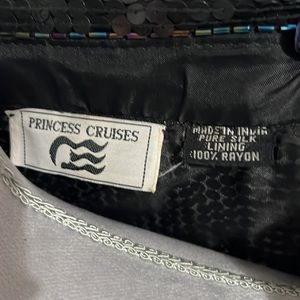 PRINCESS CRUISES
MADE IN INDIA
PURE SILK
LINING
100% RAYON